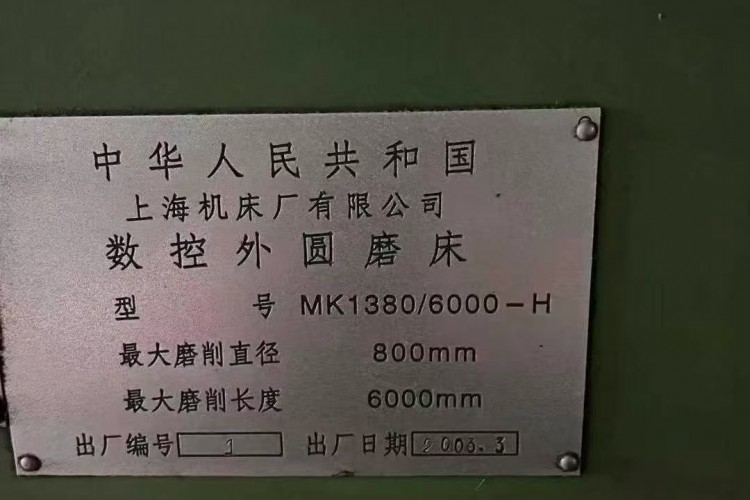 中华人民共和国
上海机床厂有限公司
数控外圆磨床
型 号 MK1380/6000-H
最大磨削直径 800mm
最大磨削长度 6000mm
出厂编号 1
出厂日期 2003.3